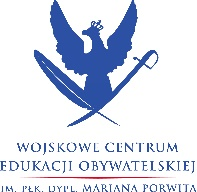 WOJSKOWE CENTRUM
EDUKACJI OBYWATELSKIEJ
IM. PŁK. DYPL. MARIANA PORWITA